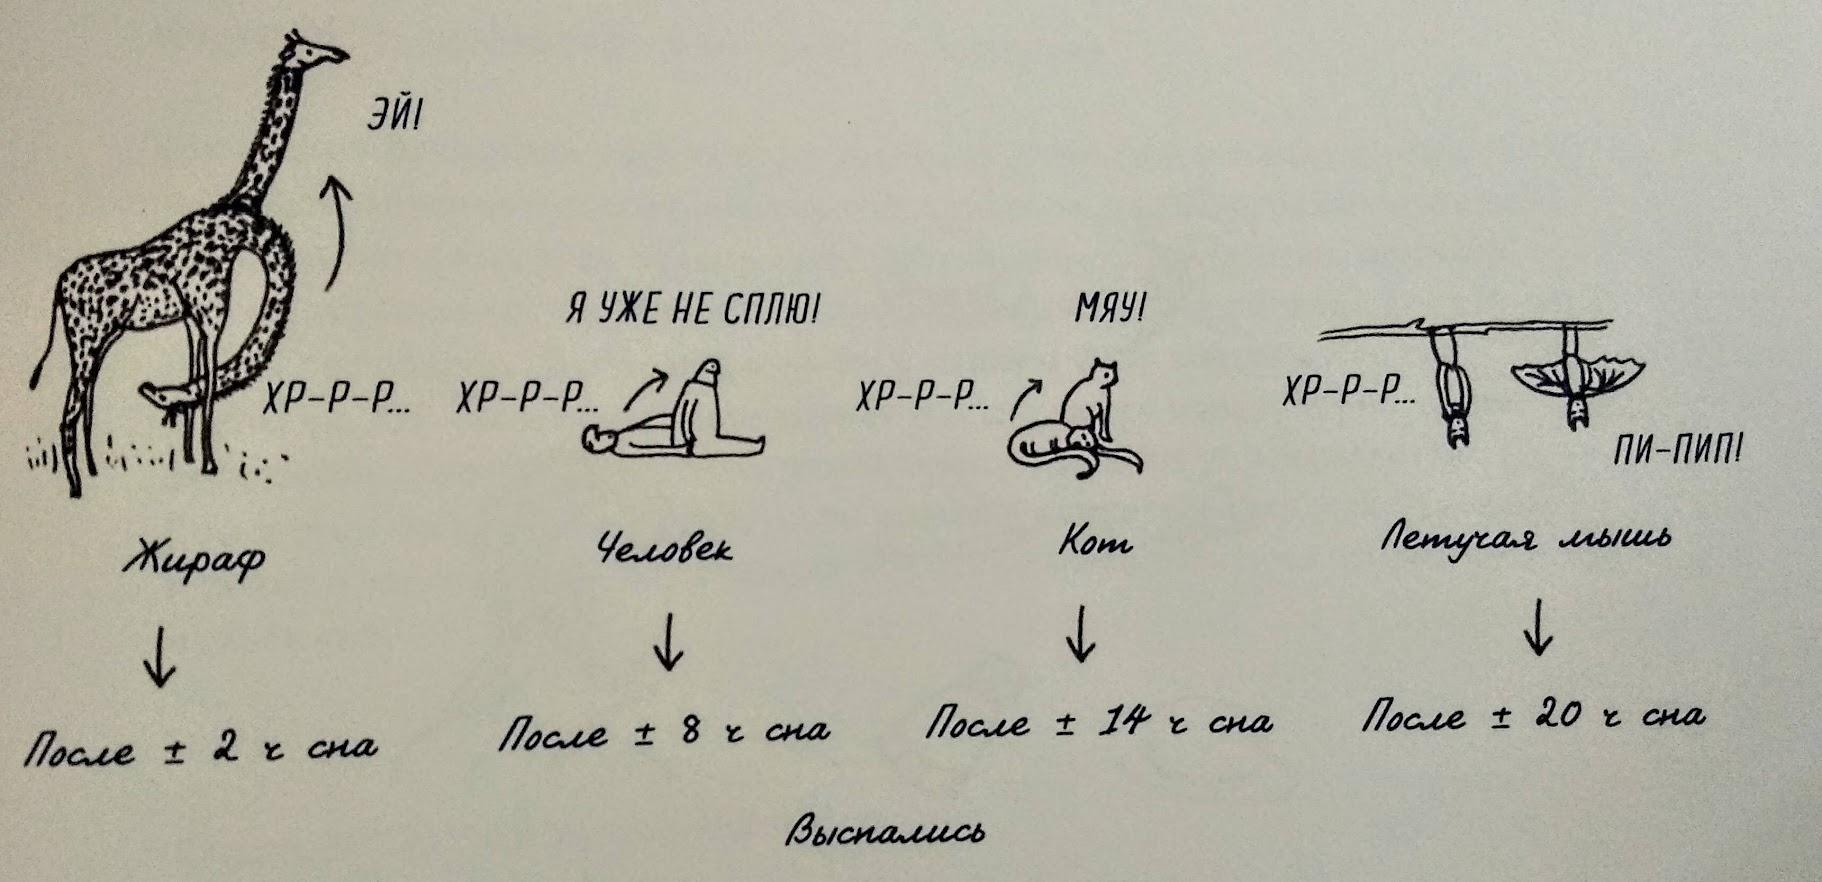 ЭЙ!
Я УЖЕ НЕ СПЛЮ!
МЯУ!
ХР-Р-Р...
ХР-Р-Р...
ХР-Р-Р...
ХР-Р-Р...
ПИ-ПИП!
Жираф
Человек
Кот
Летучая мышь
После ± 2 ч сна
После ± 8 ч сна
После ± 14 ч сна
После ± 20 ч сна
Выспались